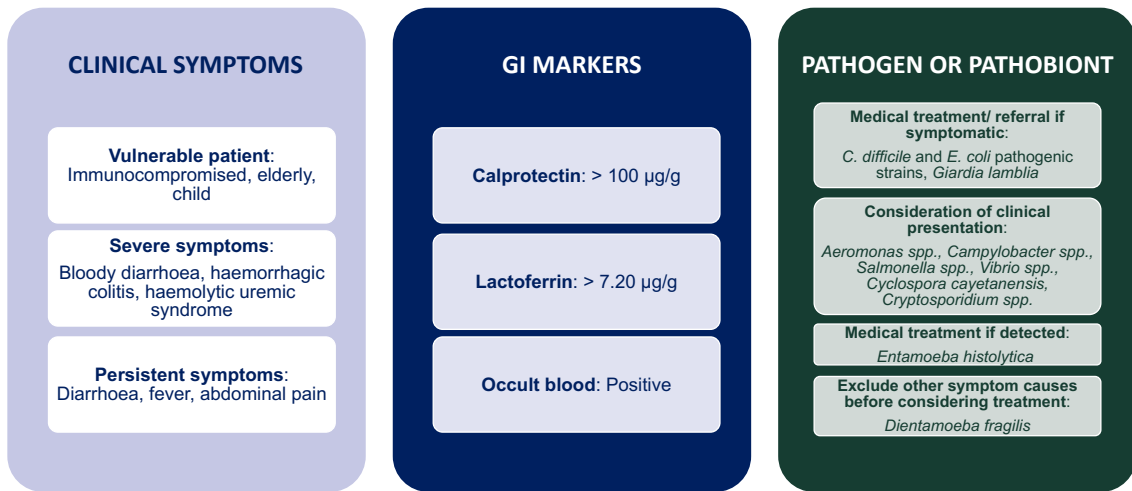 CLINICAL SYMPTOMS
Vulnerable patient:
Immunocompromised, elderly,
child
Severe symptoms:
Bloody diarrhoea, haemorrhagic
colitis, haemolytic uremic
syndrome
Persistent symptoms:
Diarrhoea, fever, abdominal pain
GI MARKERS
Calprotectin: > 100 µg/g
Lactoferrin: > 7.20 µg/g
Occult blood: Positive
PATHOGEN OR PATHOBIONT
Medical treatment/ referral if
symptomatic:
C. difficile and E. coli pathogenic
strains, Giardia lamblia
Consideration of clinical
presentation:
Aeromonas spp., Campylobacter spp.,
Salmonella spp., Vibrio spp.,
Cyclospora cayetanensis,
Cryptosporidium spp.
Medical treatment if detected:
Entamoeba histolytica
Exclude other symptom causes
before considering treatment:
Dientamoeba fragilis